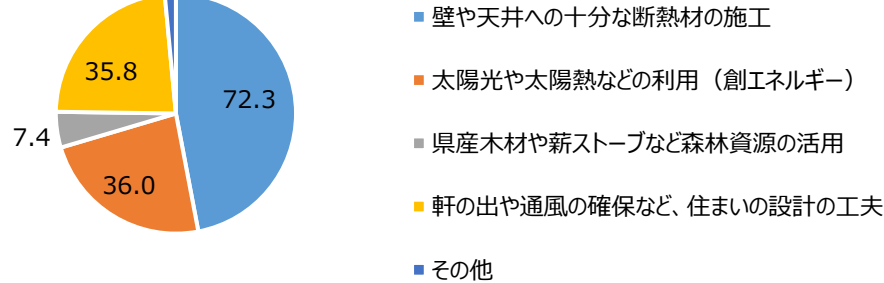 72.3
36.0
7.4
35.8
壁や天井への十分な断熱材の施工
太陽光や太陽熱などの利用（創エネルギー）
県産木材や薪ストーブなど森林資源の活用
軒の出や通風の確保など、住まいの設計の工夫
その他